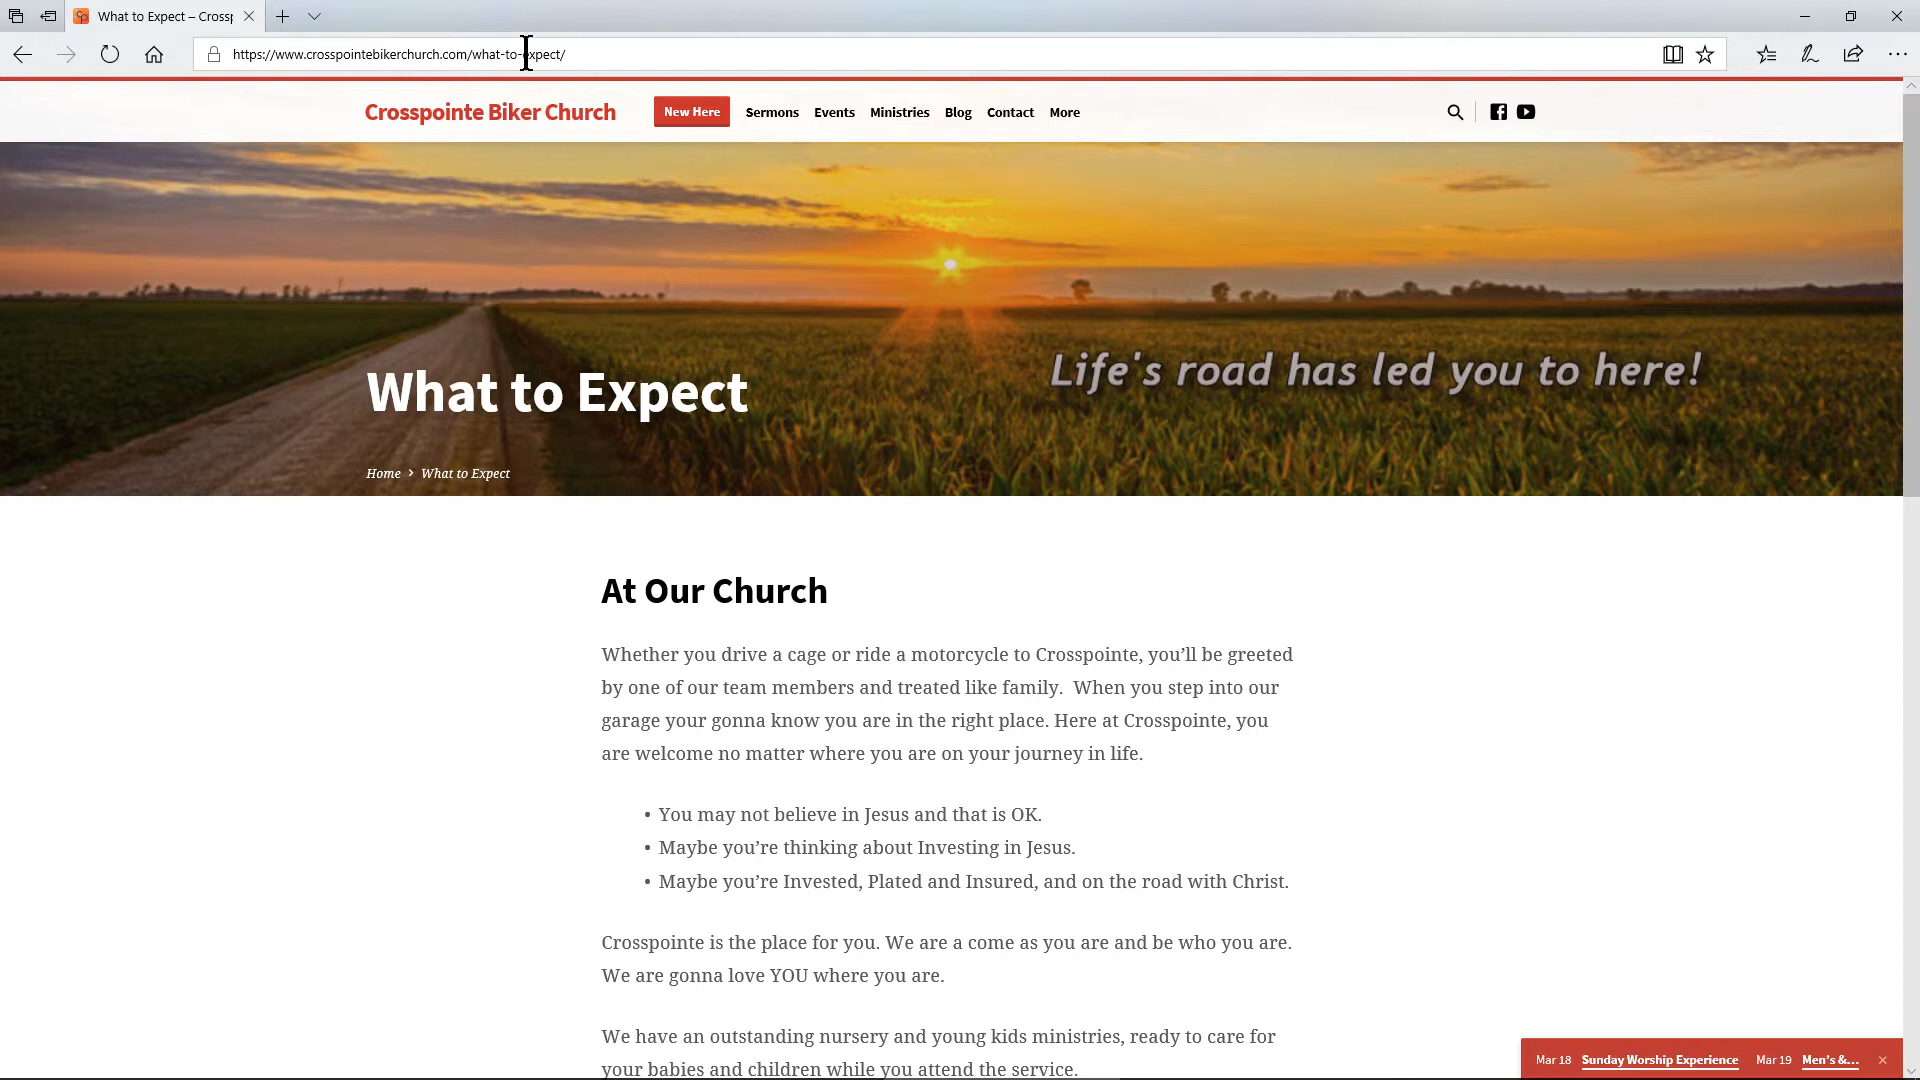 What to Expect – Crossp
https://www.crosspointebikerchurch.com/what-to-expect/
Crosspointe Biker Church
New Here Sermons Events Ministries Blog Contact More
Life's road has led you to here!
What to Expect
Home > What to Expect
At Our Church
Whether you drive a cage or ride a motorcycle to Crosspointe, you’ll be greeted
by one of our team members and treated like family.  When you step into our
garage your gonna know you are in the right place. Here at Crosspointe, you
are welcome no matter where you are on your journey in life.
• You may not believe in Jesus and that is OK.
• Maybe you’re thinking about Investing in Jesus.
• Maybe you’re Invested, Plated and Insured, and on the road with Christ.
Crosspointe is the place for you. We are a come as you are and be who you are.
We are gonna love YOU where you are.
We have an outstanding nursery and young kids ministries, ready to care for
your babies and children while you attend the service.
Mar 18 Sunday Worship Experience Mar 19 Men’s &...